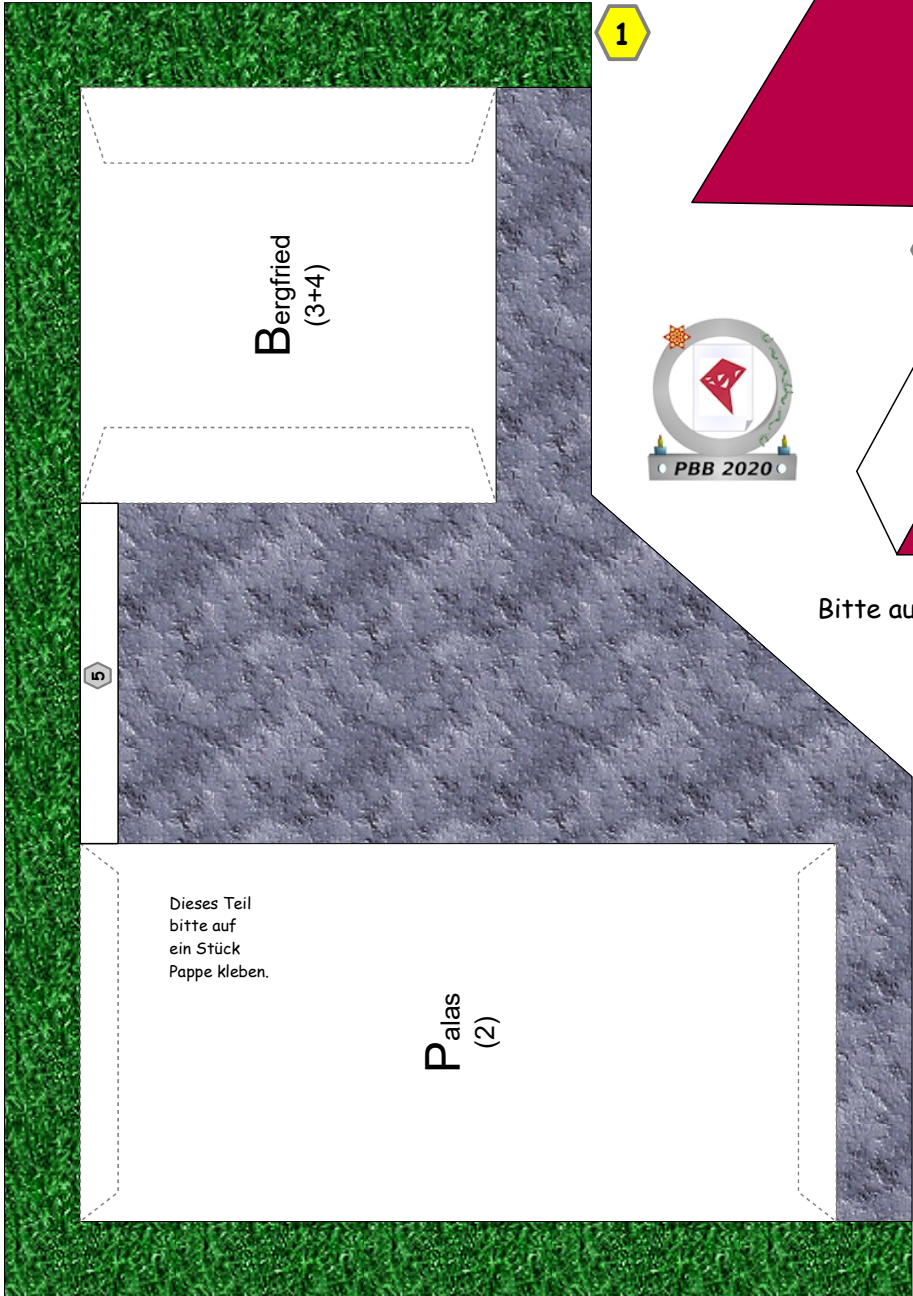 1
Bergfried
(3+4)
PBB 2020
Bitte au
5
Dieses Teil
bitte auf
ein Stück
Pappe kleben.
Palas
(2)